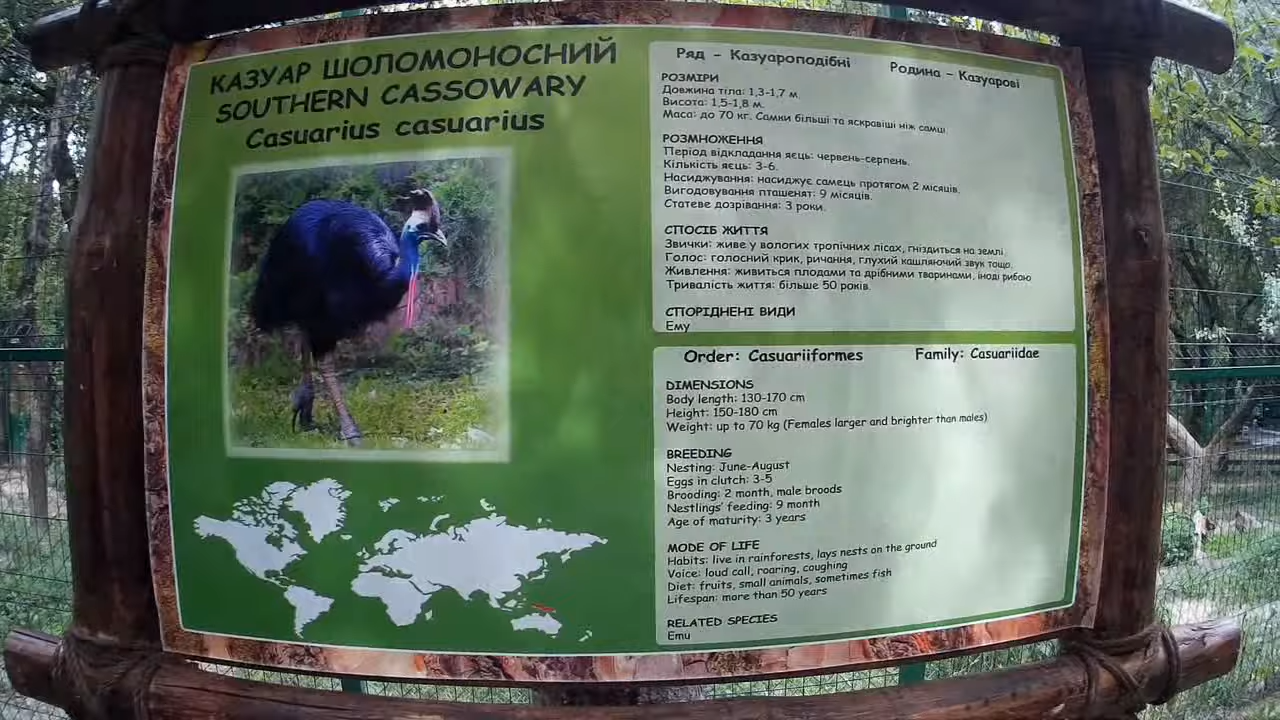 КАЗУАР ШОЛОМОНОСНИЙ
SOUTHERN CASSOWARY
Casuarius casuarius
Ряд - Казуароподібні Родина - Казуарові
РОЗМІРИ
Довжина тіла: 1,3-1,7 м
Висота: 1,5-1,8 м.
Маса: до 70 кг. Самки більші та яскравіші ніж самці.
РОЗМНОЖЕННЯ
Період відкладання яєць: червень-серпень.
Кількість яєць: 3-6.
Насиджування: насиджує самець протягом 2 місяців.
Вигодовування пташенят: 9 місяців.
Статеве дозрівання: 3 роки.
СПОСІБ ЖИТТЯ
Звички: живе у вологих тропічних лісах, гніздиться на землі.
Голос: голосний крик, ричання, глухий кашляючий звук тощо.
Живлення: живиться плодами та дрібними тваринами, іноді рибою
Тривалість життя: більше 50 років.
СПОРІДНЕНІ ВИДИ
Ему
Order: Casuariiformes Family: Casuariidae
DIMENSIONS
Body length: 130-170 cm
Height: 150-180 cm
Weight: up to 70 kg (Females larger and brighter than males)
BREEDING
Nesting: June-August
Eggs in clutch: 3-5
Brooding: 2 month, male broods
Nestlings' feeding: 9 month
Age of maturity: 3 years
MODE OF LIFE
Habits: live in rainforests, lays nests on the ground
Voice: loud call, roaring, coughing
Diet: fruits, small animals, sometimes fish
Lifespan: more than 50 years
RELATED SPECIES
Emu